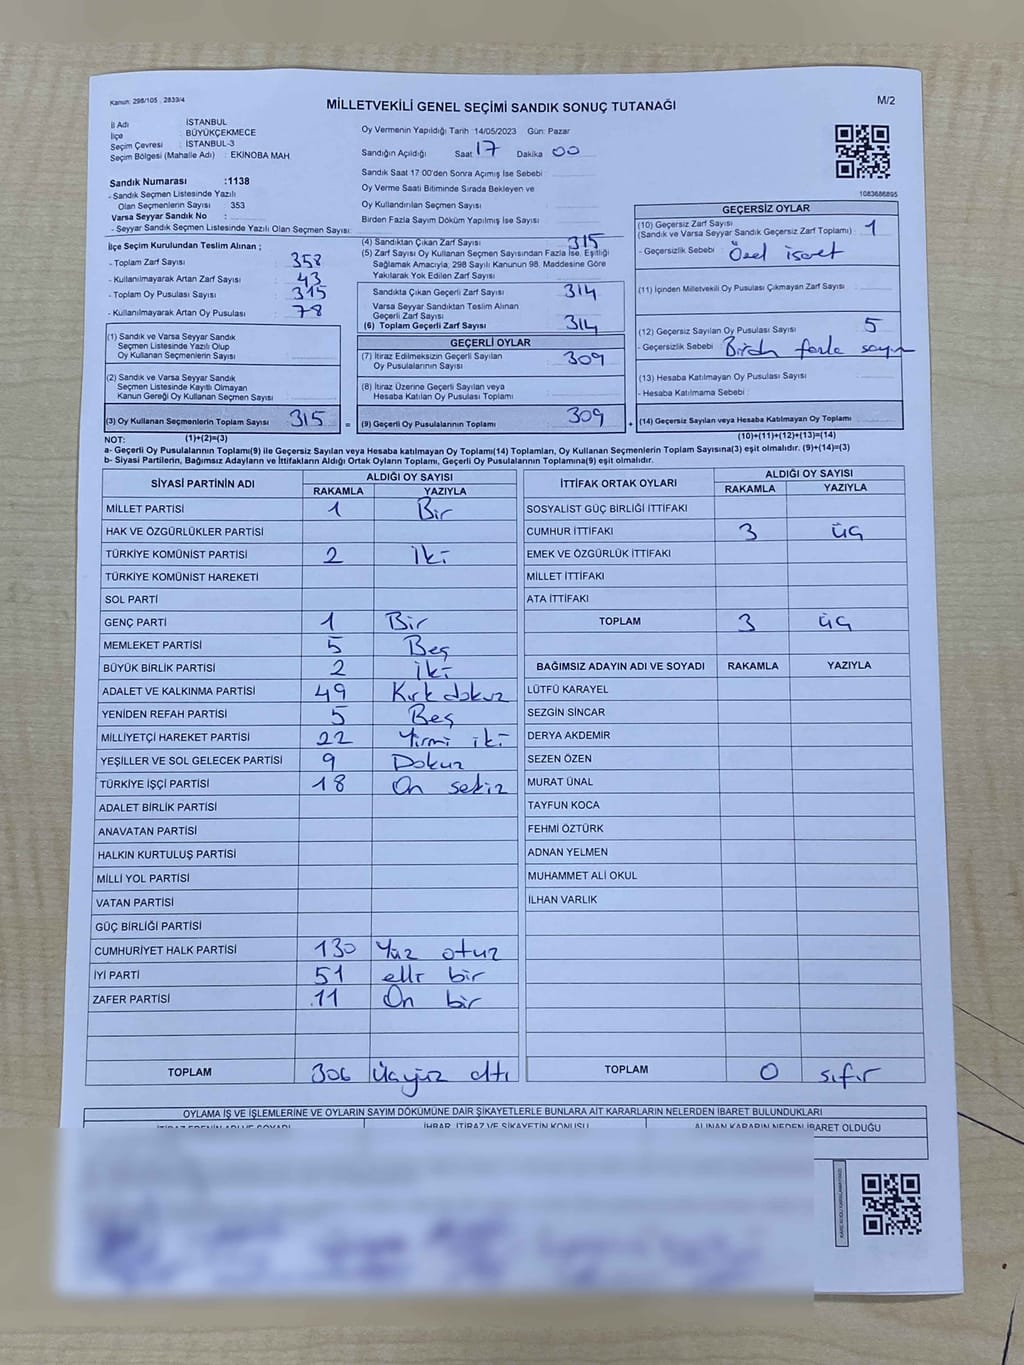 Kanun: 298/105 , 2839/4
MİLLETVEKİLİ GENEL SEÇİMİ SANDIK SONUÇ TUTANAĞI
M/2
İl Adı : İSTANBUL
İlçe : BÜYÜKÇEKMECE
Seçim Çevresi : İSTANBUL-3
Seçim Bölgesi (Mahalle Adı) : EKİNOBA MAH.
Sandık Numarası :1138
- Sandık Seçmen Listesinde Yazılı
Olan Seçmenlerin Sayısı : 353
Varsa Seyyar Sandık No :
- Seyyar Sandık Seçmen Listesinde Yazılı Olan Seçmen Sayısı:
Oy Vermenin Yapıldığı Tarih : 14/05/2023 Gün: Pazar
Sandığın Açıldığı Saat 17 Dakika 00
Sandık Saat 17 00'den Sonra Açımış İse Sebebi :
Oy Verme Saati Bitiminde Sırada Bekleyen ve
Oy Kullandırılan Seçmen Sayısı :
Birden Fazla Sayım Döküm Yapılmış İse Sayısı :
1083686895
İlçe Seçim Kurulundan Teslim Alınan ;
- Toplam Zarf Sayısı : 358
- Kullanılmayarak Artan Zarf Sayısı : 43
- Toplam Oy Pusulası Sayısı : 315
- Kullanılmayarak Artan Oy Pusulası : 78
(4) Sandıktan Çıkan Zarf Sayısı : 315
(5) Zarf Sayısı Oy Kullanan Seçmen Sayısından Fazla İse, Eşitliği
Sağlamak Amacıyla, 298 Sayılı Kanunun 98. Maddesine Göre
Yakılarak Yok Edilen Zarf Sayısı :
Sandıkta Çıkan Geçerli Zarf Sayısı : 314
Varsa Seyyar Sandıktan Teslim Alınan
Geçerli Zarf Sayısı :
(6) Toplam Geçerli Zarf Sayısı : 314
GEÇERSİZ OYLAR
(10) Geçersiz Zarf Sayısı : 1
(Sandık ve Varsa Seyyar Sandık Geçersiz Zarf Toplamı)
- Geçersizlik Sebebi : Özel işaret
(11) İçinden Milletvekili Oy Pusulası Çıkmayan Zarf Sayısı :
(12) Geçersiz Sayılan Oy Pusulası Sayısı : 5
- Geçersizlik Sebebi : fazla
(13) Hesaba Katılmayan Oy Pusulası Sayısı :
- Hesaba Katılmama Sebebi :
(14) Geçersiz Sayılan veya Hesaba Katılmayan Oy Toplamı
(10)+(11)+(12)+(13)=(14)
(1) Sandık ve Varsa Seyyar Sandık
Seçmen Listesinde Yazılı Olup
Oy Kullanan Seçmenlerin Sayısı :
(2) Sandık ve Varsa Seyyar Sandık
Seçmen Listesinde Kayıtlı Olmayan
Kanun Gereği Oy Kullanan Seçmen Sayısı :
(3) Oy Kullanan Seçmenlerin Toplam Sayısı : 315 =
(1)+(2)=(3)
GEÇERLİ OYLAR
(7) İtiraz Edilmeksizin Geçerli Sayılan
Oy Pusulalarının Sayısı : 309
(8) İtiraz Üzerine Geçerli Sayılan veya
Hesaba Katılan Oy Pusulası Toplamı :
(9) Geçerli Oy Pusulalarının Toplamı : 309 +
NOT:
a- Geçerli Oy Pusulalarının Toplamı(9) ile Geçersiz Sayılan veya Hesaba katılmayan Oy Toplamı(14) Toplamları, Oy Kullanan Seçmenlerin Toplam Sayısına(3) eşit olmalıdır. (9)+(14)=(3)
b- Siyasi Partilerin, Bağımsız Adayların ve İttifakların Aldığı Ortak Oyların Toplamı, Geçerli Oy Pusulalarının Toplamına(9) eşit olmalıdır.
SİYASİ PARTİNİN ADI ALDIĞI OY SAYISI
RAKAMLA YAZIYLA
MİLLET PARTİSİ 1 Bir
HAK VE ÖZGÜRLÜKLER PARTİSİ
TÜRKİYE KOMÜNİST PARTİSİ 2 İki
TÜRKİYE KOMÜNİST HAREKETİ
SOL PARTİ
GENÇ PARTİ 1 Bir
MEMLEKET PARTİSİ 5 Beş
BÜYÜK BİRLİK PARTİSİ 2 İki
ADALET VE KALKINMA PARTİSİ 49 Kırk dokuz
YENİDEN REFAH PARTİSİ 5 Beş
MİLLİYETÇİ HAREKET PARTİSİ 22 Yirmi iki
YEŞİLLER VE SOL GELECEK PARTİSİ 9 Dokuz
TÜRKİYE İŞÇİ PARTİSİ 18 On sekiz
ADALET BİRLİK PARTİSİ
ANAVATAN PARTİSİ
HALKIN KURTULUŞ PARTİSİ
MİLLİ YOL PARTİSİ
VATAN PARTİSİ
GÜÇ BİRLİĞİ PARTİSİ
CUMHURİYET HALK PARTİSİ 130 Yüz otuz
İYİ PARTİ 51 elli bir
ZAFER PARTİSİ 11 On bir
TOPLAM 306 Üçyüz altı
İTTİFAK ORTAK OYLARI ALDIĞI OY SAYISI
RAKAMLA YAZIYLA
SOSYALİST GÜÇ BİRLİĞİ İTTİFAKI
CUMHUR İTTİFAKI 3 üç
EMEK VE ÖZGÜRLÜK İTTİFAKI
MİLLET İTTİFAKI
ATA İTTİFAKI
TOPLAM 3 üç
BAĞIMSIZ ADAYIN ADI VE SOYADI RAKAMLA YAZIYLA
LÜTFÜ KARAYEL
SEZGİN SİNCAR
DERYA AKDEMİR
SEZEN ÖZEN
MURAT ÜNAL
TAYFUN KOCA
FEHMİ ÖZTÜRK
ADNAN YELMEN
MUHAMMET ALİ OKUL
İLHAN VARLIK
TOPLAM 0 sıfır
OYLAMA İŞ VE İŞLEMLERİNE VE OYLARIN SAYIM DÖKÜMÜNE DAİR ŞİKAYETLERLE BUNLARA AİT KARARLARIN NELERDEN İBARET BULUNDUKLARI
İTİRAZ EDENİN ADI VE SOYADI İHBAR, İTİRAZ VE ŞİKAYETİN KONUSU ALINAN KARARIN NEDEN İBARET OLDUĞU